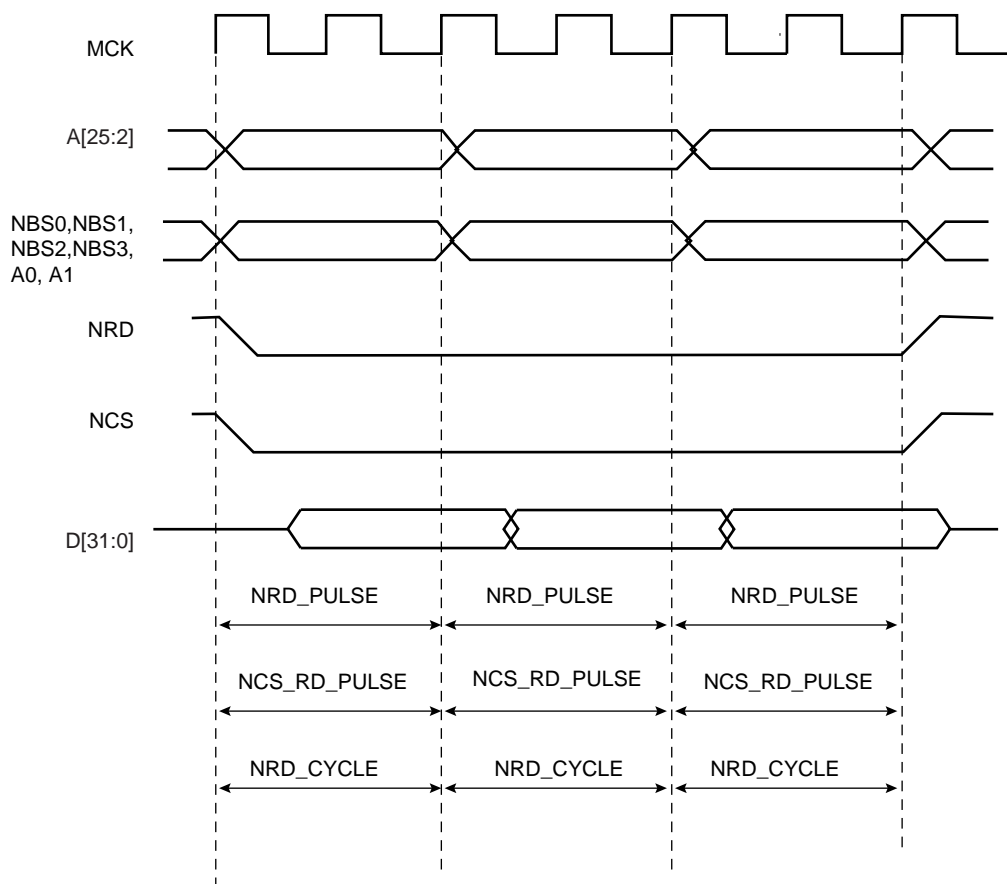 MCK
A[25:2]
NBS0,NBS1,
NBS2,NBS3,
A0, A1
NRD
NCS
D[31:0]
NRD_PULSE NRD_PULSE NRD_PULSE
NCS_RD_PULSE NCS_RD_PULSE NCS_RD_PULSE
NRD_CYCLE NRD_CYCLE NRD_CYCLE